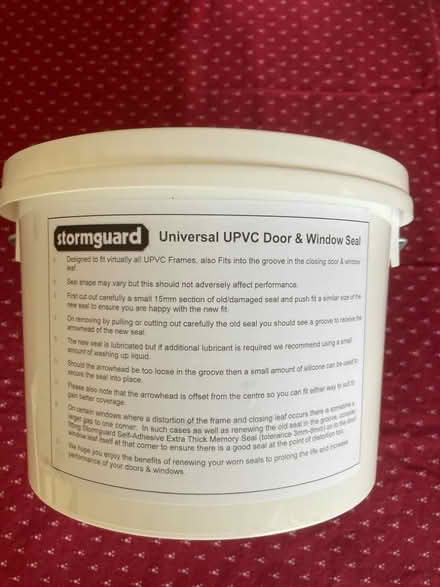 stormguard Universal UPVC Door & Window Seal
Designed to fit virtually all UPVC Frames, also Fits into the groove in the closing door & window
leaf.
Seal shape may vary but this should not adversely affect performance.
First cut out carefully a small 15mm section of old/damaged seal and push fit a similar size of the
new seal to ensure you are happy with the new fit.
On removing by pulling or cutting out carefully the old seal you should see a groove to receive the
arrowhead of the new seal.
The new seal is lubricated but if additional lubricant is required we recommend using a small
amount of washing up liquid.
Should the arrowhead be too loose in the groove then a small amount of silicone can be used to
secure the seal into place.
Please also note that the arrowhead is offset from the centre so you can fit either way to suit to
gain better coverage.
On certain windows where a distortion of the frame and closing leaf occurs there is sometimes a
larger gap to one corner. In such cases as well as renewing the old seal in the groove, consider
fitting Stormguard Self-Adhesive Extra Thick Memory Seal (tolerance 3mm-8mm) on to the door/
window leaf itself at that corner to ensure there is a good seal at the point of distortion too.
We hope you enjoy the benefits of renewing your worn seals to prolong the life and increase
performance of your doors & windows.